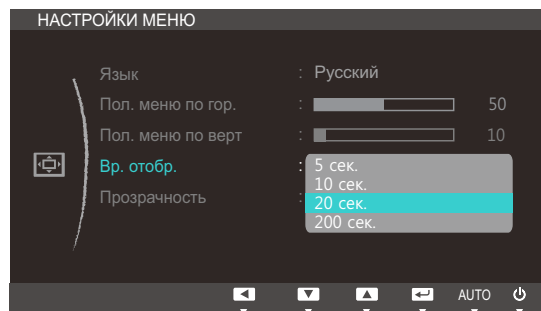 НАСТРОЙКИ МЕНЮ
Язык : Русский
Пол. меню по гор. : 50
Пол. меню по верт : 10
Вр. отобр. : 5 сек.
10 сек.
20 сек.
Прозрачность : 200 сек.
AUTO